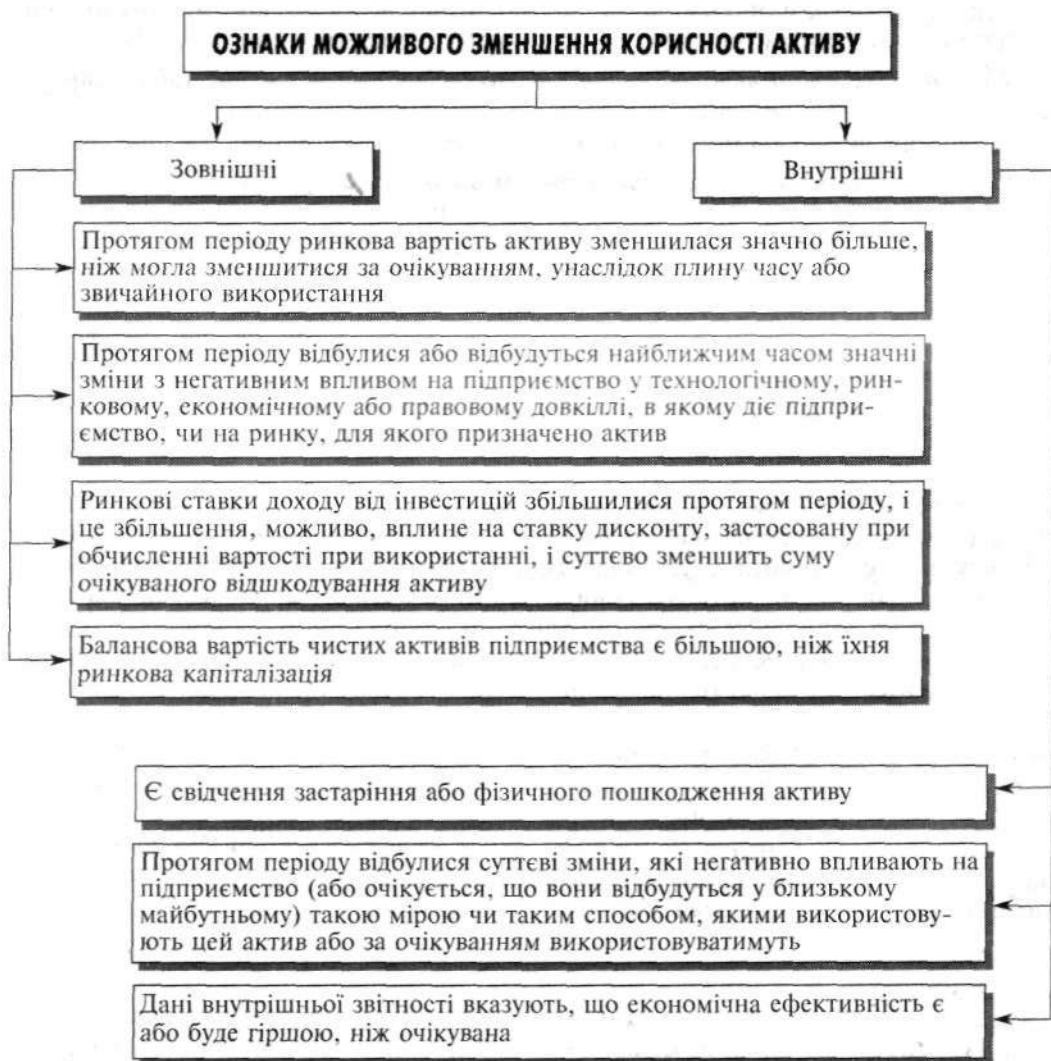 ОЗНАКИ МОЖЛИВОГО ЗМЕНШЕННЯ КОРИСНОСТІ АКТИВУ
Зовнішні
Внутрішні
Протягом періоду ринкова вартість активу зменшилася значно більше,
ніж могла зменшитися за очікуванням, унаслідок плину часу або
звичайного використання
Протягом періоду відбулися або відбудуться найближчим часом значні
зміни з негативним впливом на підприємство у технологічному, рин-
ковому, економічному або правовому довкіллі, в якому діє підпри-
ємство, чи на ринку, для якого призначено актив
Ринкові ставки доходу від інвестицій збільшилися протягом періоду, і
це збільшення, можливо, вплине на ставку дисконту, застосовану при
обчисленні вартості при використанні, і суттєво зменшить суму
очікуваного відшкодування активу
Балансова вартість чистих активів підприємства є більшою, ніж їхня
ринкова капіталізація
Є свідчення застаріння або фізичного пошкодження активу
Протягом періоду відбулися суттєві зміни, які негативно впливають на
підприємство (або очікується, що вони відбудуться у близькому
майбутньому) такою мірою чи таким способом, якими використову-
ють цей актив або за очікуванням використовуватимуть
Дані внутрішньої звітності вказують, що економічна ефективність є
або буде гіршою, ніж очікувана